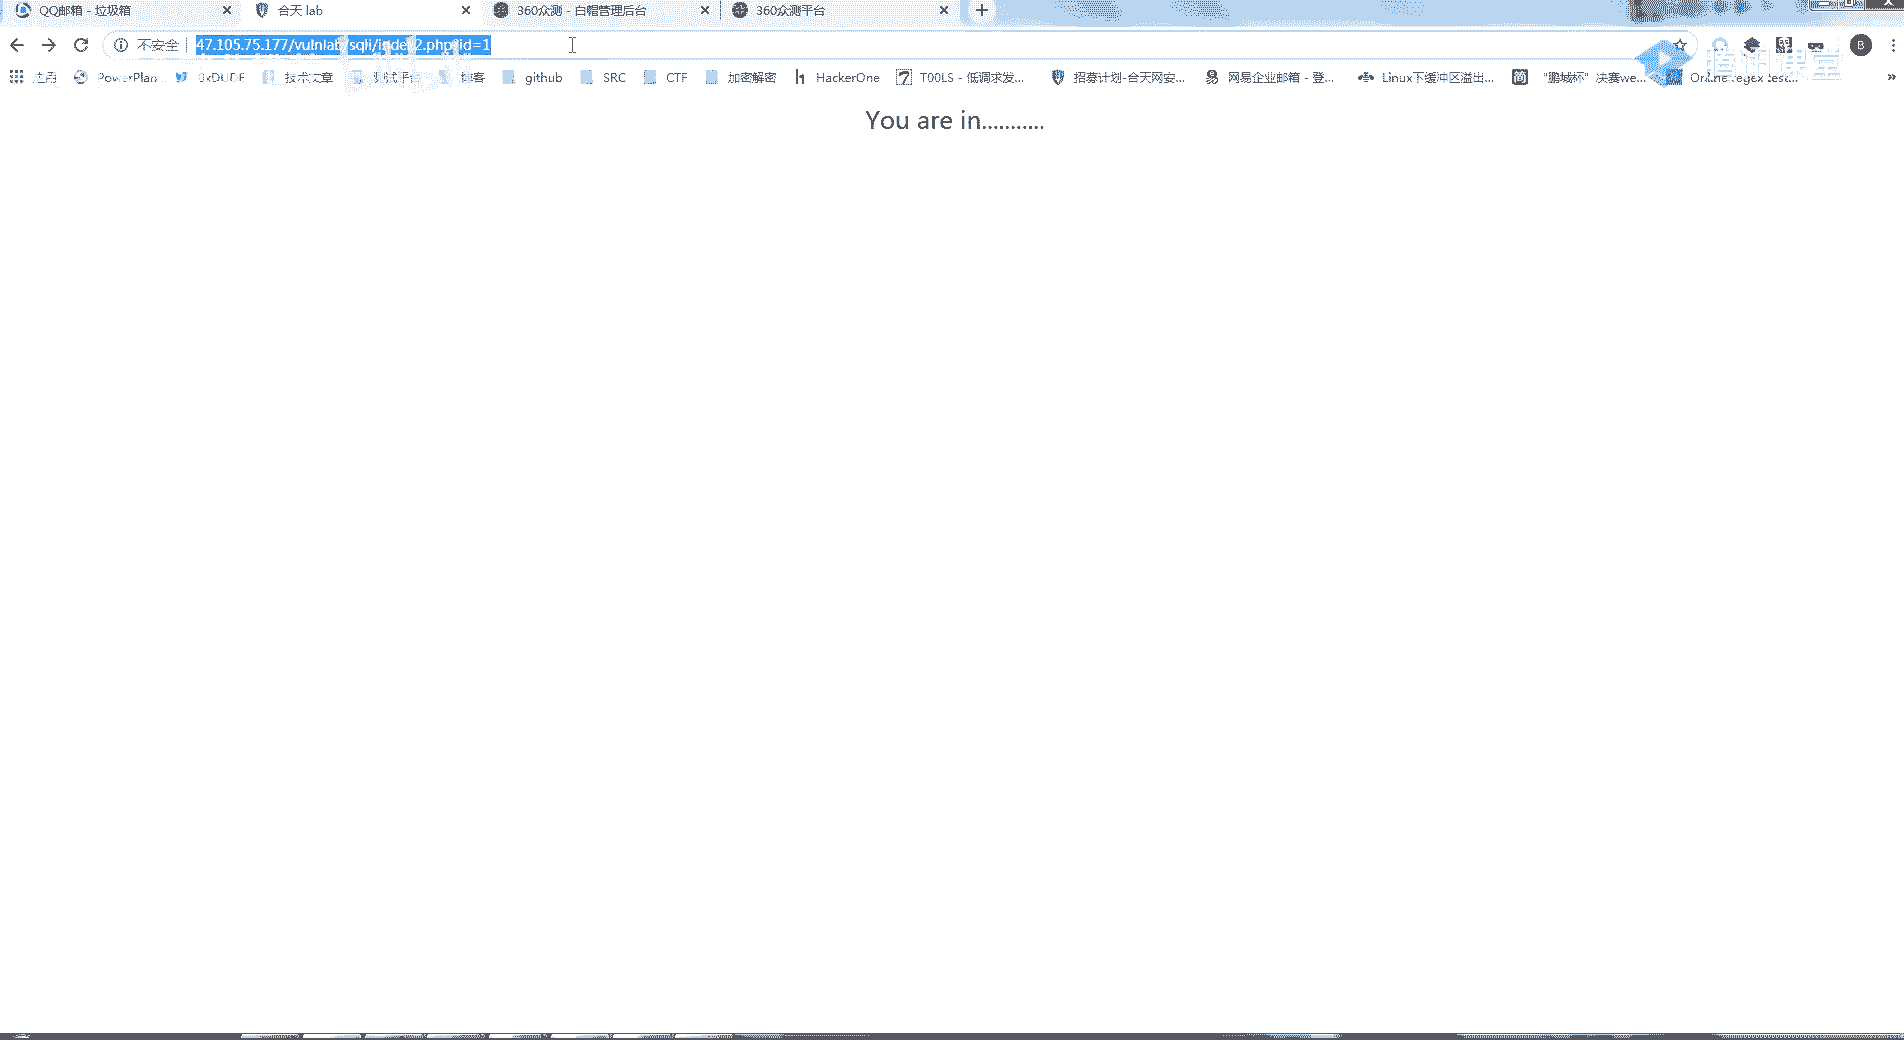 QQ邮箱 - 垃圾箱
合天 lab
360众测 - 白帽管理后台
360众测平台
不安全
47.105.75.177/vulnlab/sqli/index2.php?id=1
B
应用
PowerPlan
0xDUDE
技术文章
测试平台
博客
github
SRC
CTF
加密解密
HackerOne
T00LS - 低调求发...
招募计划-合天网安...
网易企业邮箱 - 登...
Linux下缓冲区溢出...
"鹏城杯" 决赛we...
Online regex test...
»
腾讯课堂
You are in...........